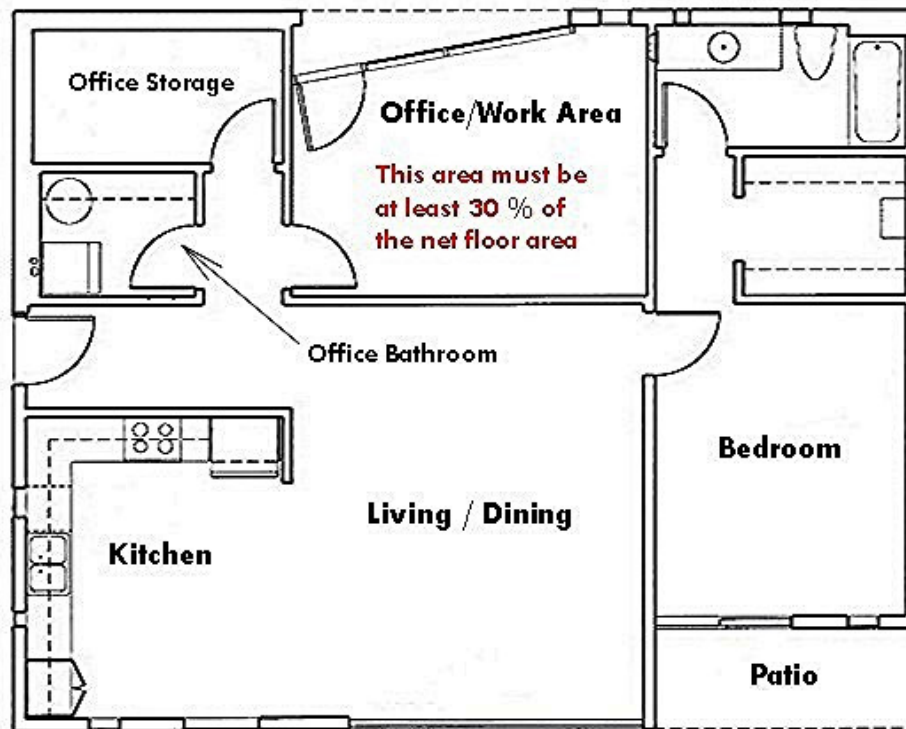 Office Storage
Office/Work Area
This area must be
at least 30 % of
the net floor area
Office Bathroom
Bedroom
Living / Dining
Kitchen
Patio